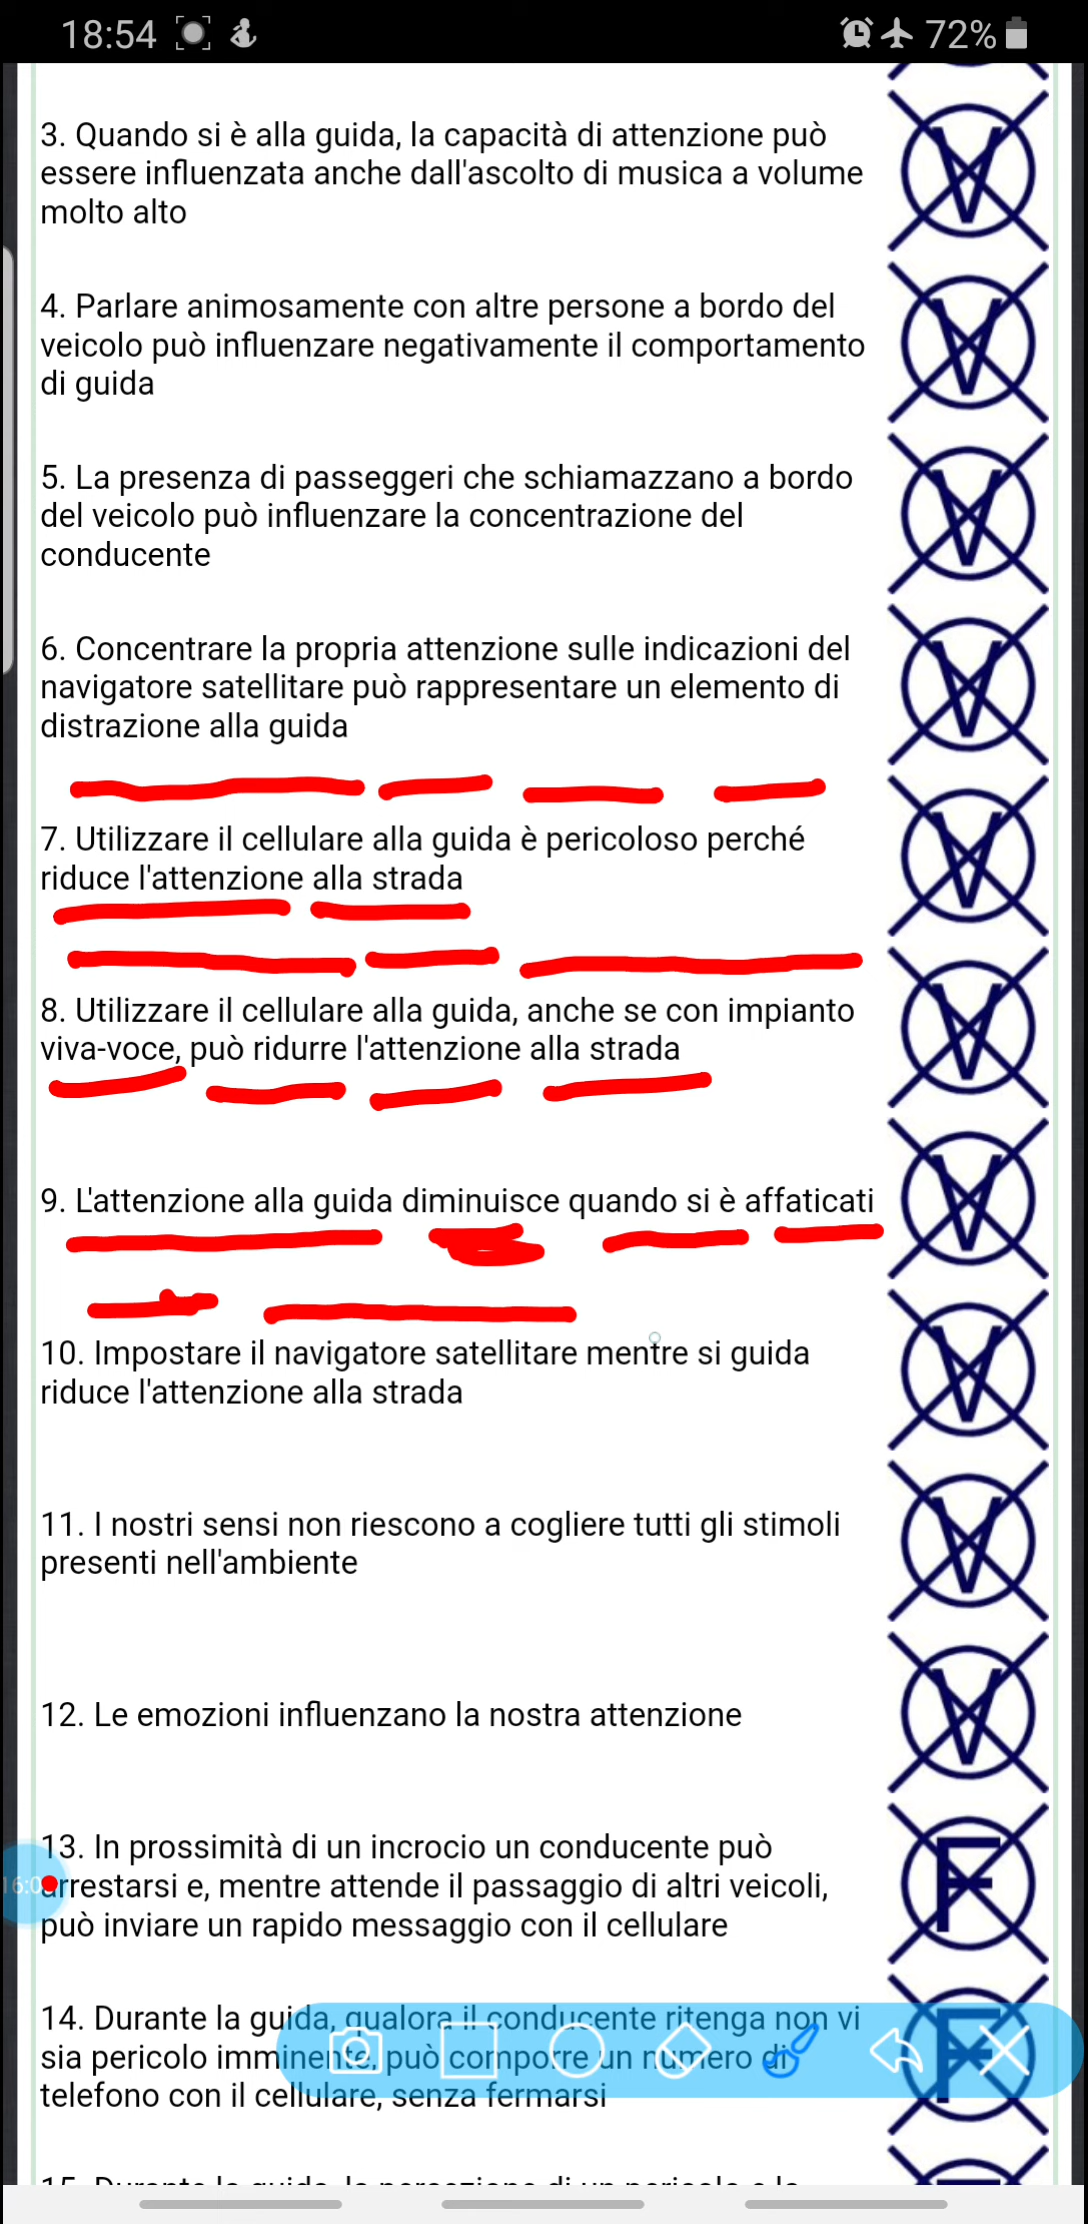 18:54
72%
3. Quando si è alla guida, la capacità di attenzione può
essere influenzata anche dall'ascolto di musica a volume
molto alto
V
4. Parlare animosamente con altre persone a bordo del
veicolo può influenzare negativamente il comportamento
di guida
V
5. La presenza di passeggeri che schiamazzano a bordo
del veicolo può influenzare la concentrazione del
conducente
V
6. Concentrare la propria attenzione sulle indicazioni del
navigatore satellitare può rappresentare un elemento di
distrazione alla guida
V
7. Utilizzare il cellulare alla guida è pericoloso perché
riduce l'attenzione alla strada
V
8. Utilizzare il cellulare alla guida, anche se con impianto
viva-voce, può ridurre l'attenzione alla strada
V
9. L'attenzione alla guida diminuisce quando si è affaticati
V
10. Impostare il navigatore satellitare mentre si guida
riduce l'attenzione alla strada
V
11. I nostri sensi non riescono a cogliere tutti gli stimoli
presenti nell'ambiente
V
12. Le emozioni influenzano la nostra attenzione
V
13. In prossimità di un incrocio un conducente può
arrestarsi e, mentre attende il passaggio di altri veicoli,
può inviare un rapido messaggio con il cellulare
F
14. Durante la guida, qualora il conducente ritenga non vi
sia pericolo imminente, può comporre un numero di
telefono con il cellulare, senza fermarsi
F
15. Durante la guida, la percezione di un pericolo e la